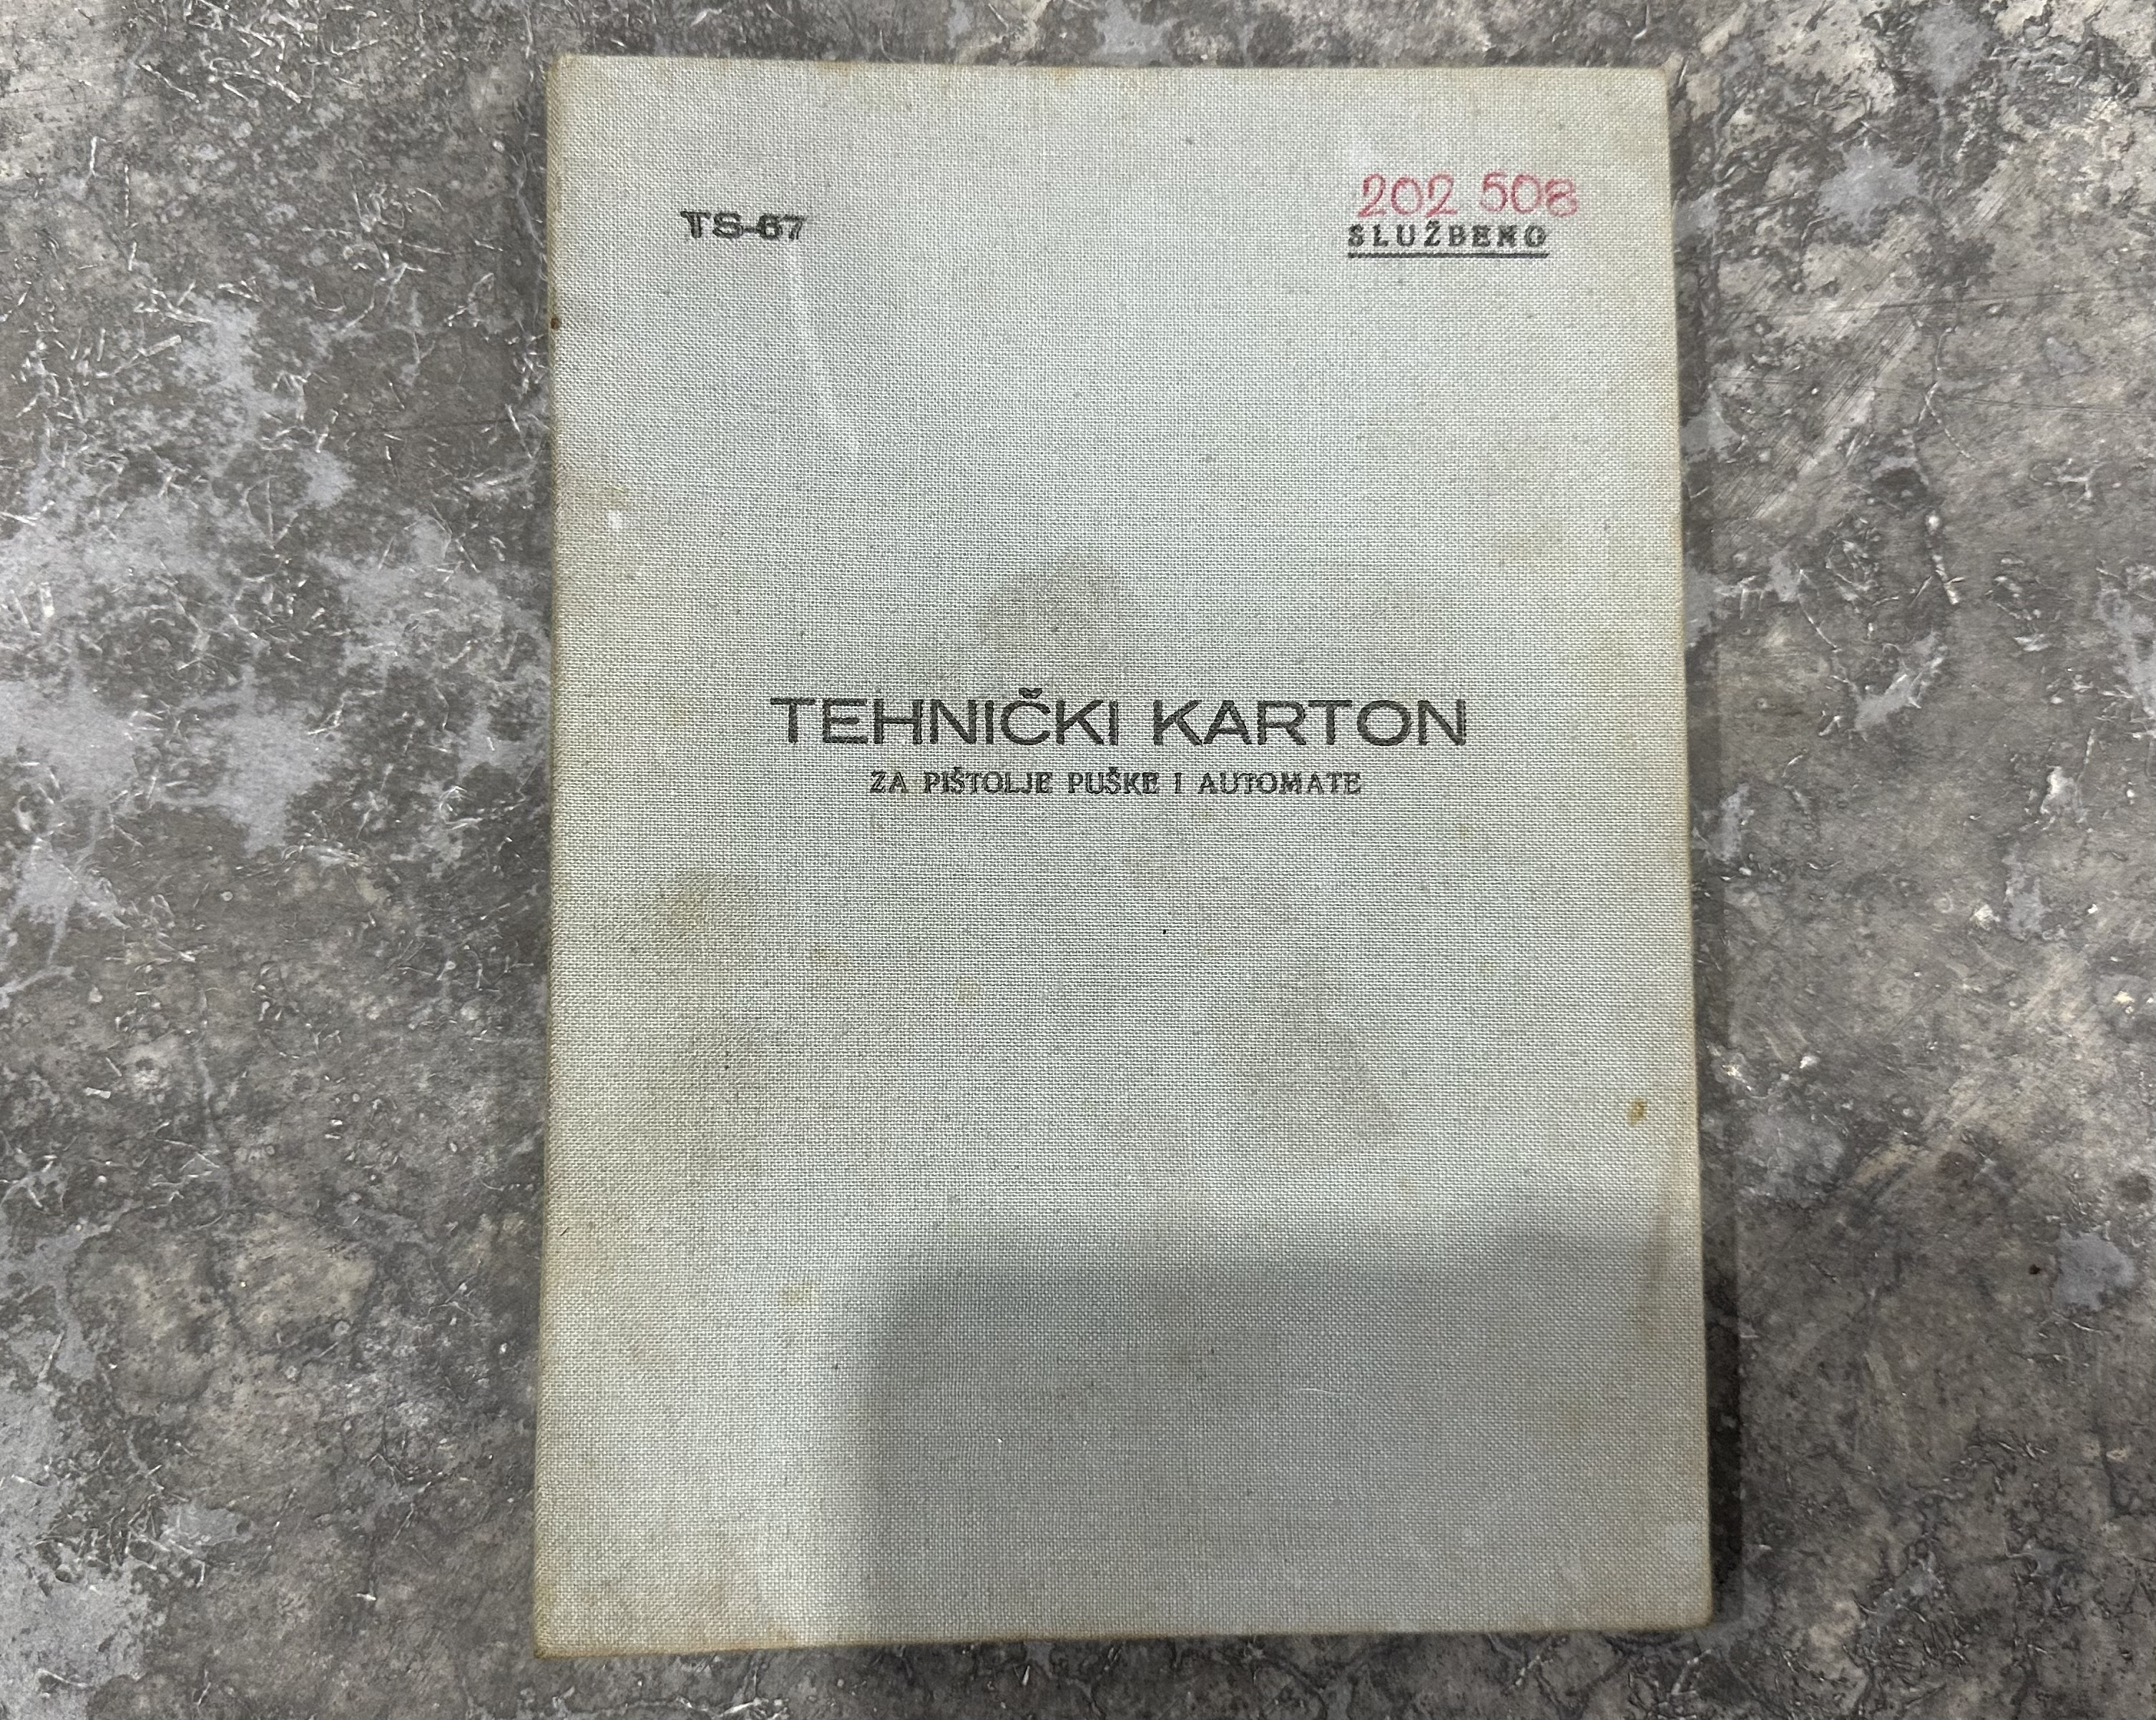 TS-67
202 508
SLUŽBENO
TEHNIČKI KARTON
ZA PIŠTOLJE PUŠKE I AUTOMATE